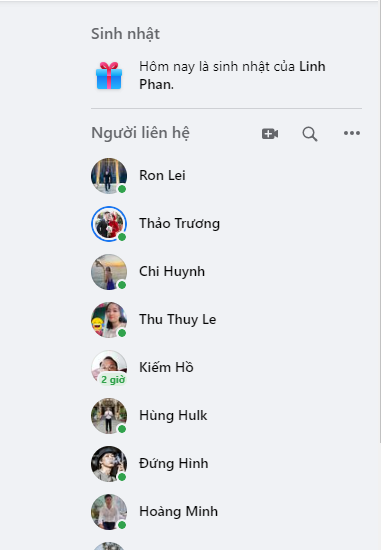 Sinh nhật
Hôm nay là sinh nhật của Linh
Phan.
Người liên hệ
Ron Lei
Thảo Trương
Chi Huynh
Thu Thuy Le
Kiếm Hồ
2 giờ
Hùng Hulk
Đứng Hình
Hoàng Minh